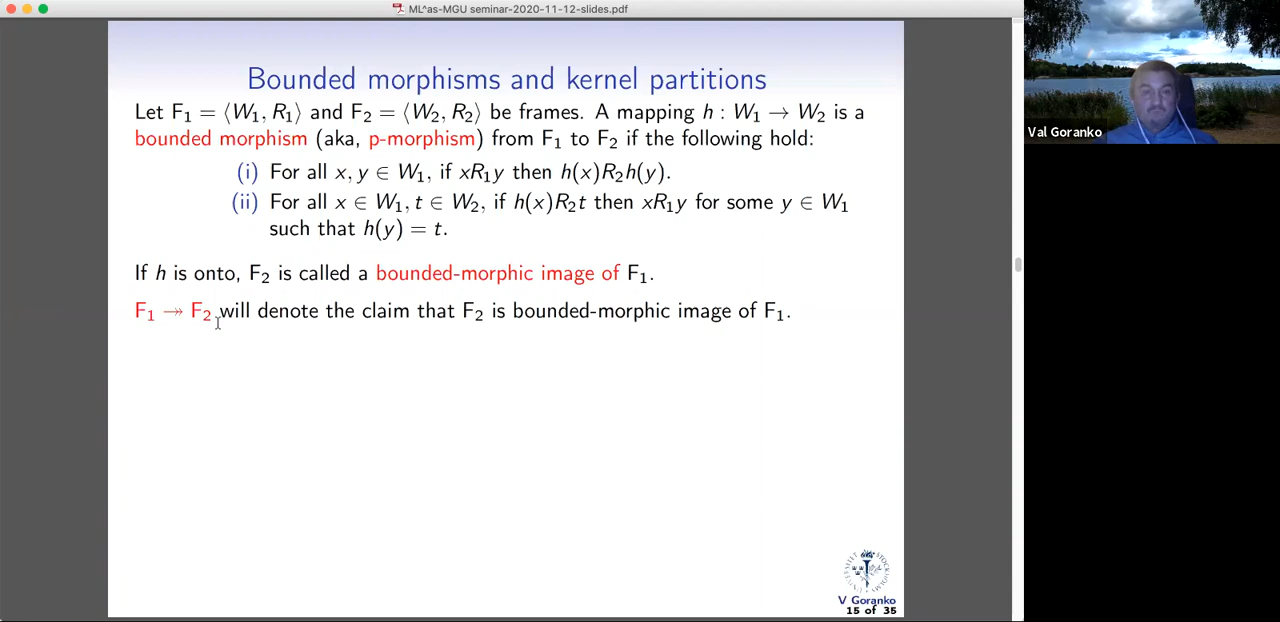 ML^as-MGU seminar-2020-11-12-slides.pdf
Bounded morphisms and kernel partitions
Let F₁ = ⟨W₁, R₁⟩ and F₂ = ⟨W₂, R₂⟩ be frames. A mapping h : W₁ → W₂ is a
bounded morphism (aka, p-morphism) from F₁ to F₂ if the following hold:
(i) For all x, y ∈ W₁, if xR₁y then h(x)R₂h(y).
(ii) For all x ∈ W₁, t ∈ W₂, if h(x)R₂t then xR₁y for some y ∈ W₁
such that h(y) = t.
If h is onto, F₂ is called a bounded-morphic image of F₁.
F₁ ↠ F₂ will denote the claim that F₂ is bounded-morphic image of F₁.
V Goranko
15 of 35
Val Goranko